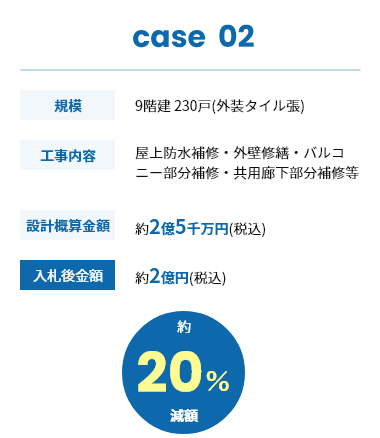 case 02
規模
9階建 230戸(外装タイル張)
工事内容
屋上防水補修・外壁修繕・バルコ
ニー部分補修・共用廊下部分補修等
設計概算金額
約2億5千万円(税込)
入札後金額
約2億円(税込)
約
20%
減額